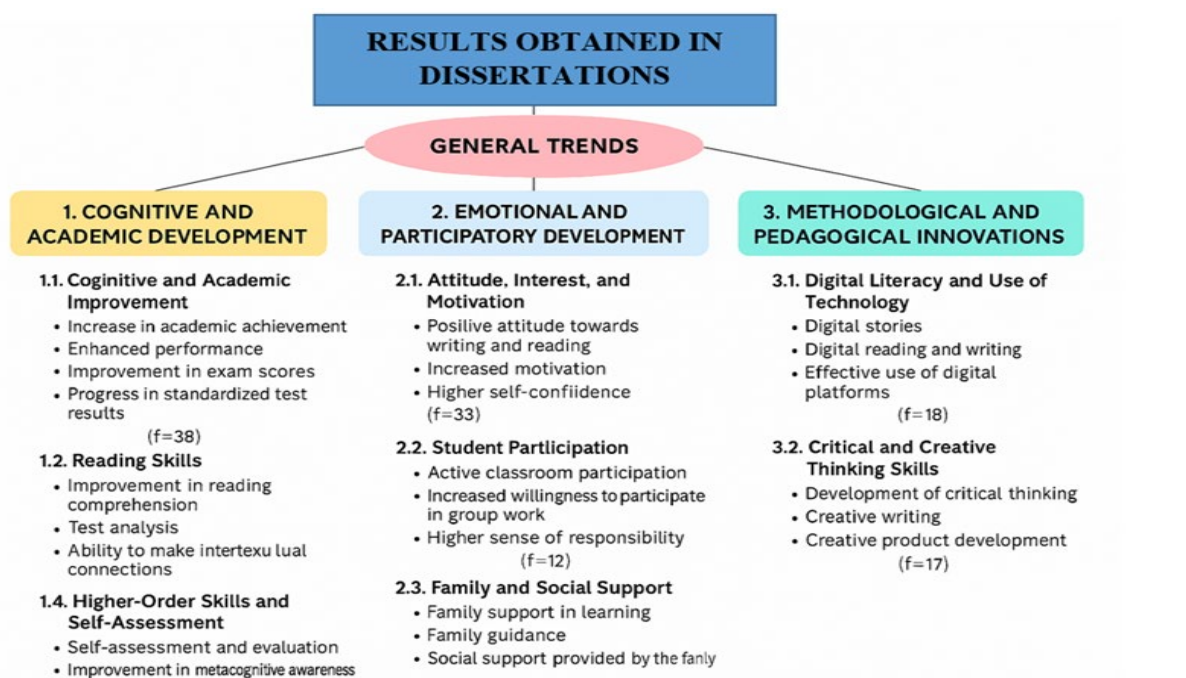 RESULTS OBTAINED IN
DISSERTATIONS
GENERAL TRENDS
1. COGNITIVE AND
ACADEMIC DEVELOPMENT
1.1. Coginitive and Academic
Improvement
• Increase in academic achievement
• Enhanced performance
• Improvement in exam scores
• Progress in standardized test
results
(f=38)
1.2. Reading Skills
• Improvement in reading
comprehension
• Test analysis
• Ability to make intertexu lual
connections
1.4. Higher-Order Skills and
Self-Assessment
• Self-assessment and evaluation
• Improvement in metacognitive awareness
2. EMOTIONAL AND
PARTICIPATORY DEVELOPMENT
2.1. Attitude, Interest, and
Motivation
• Posilive attitude towards
writing and reading
• Increased motivation
• Higher self-confiidence
(f=33)
2.2. Student Partlicipation
• Active classroom participation
• Increased willingness to participate
in group work
• Higher sense of responsibility
(f=12)
2.3. Family and Social Support
• Family support in learning
• Family guidance
• Social support provided by the fanly
3. METHODOLOGICAL AND
PEDAGOGICAL INNOVATIONS
3.1. Digital Literacy and Use of
Technology
• Digital stories
• Digital reading and writing
• Effective use of digital
platforms
(f=18)
3.2. Critical and Creative
Thinking Skills
• Development of critical thinking
• Creative writing
• Creative product development
(f=17)